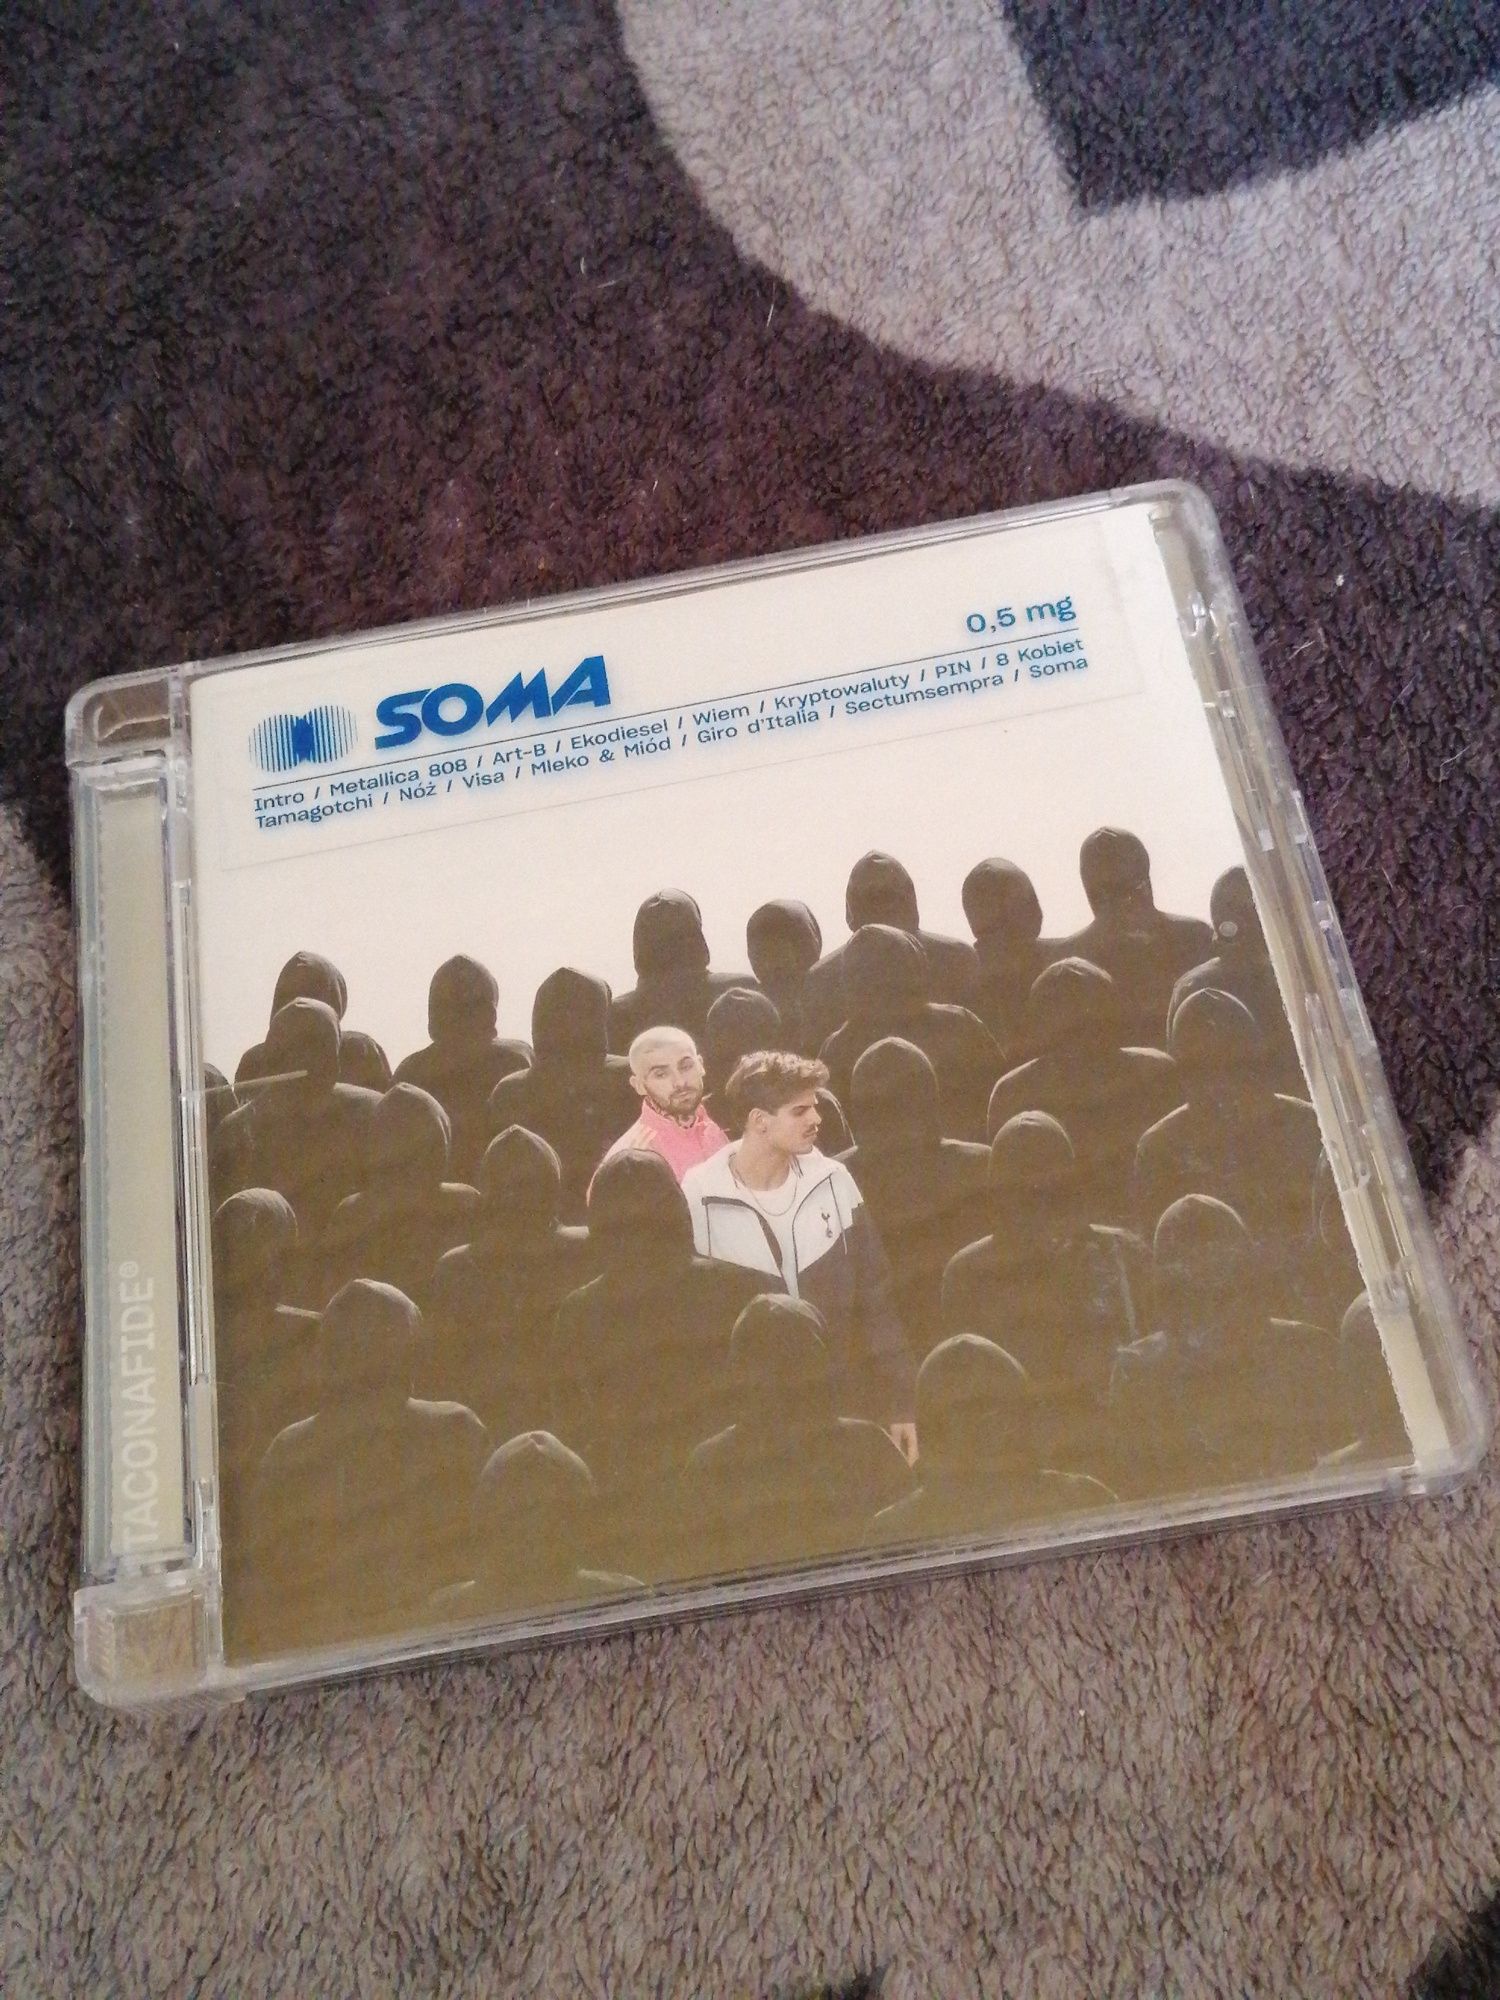 SOMA
0,5 mg
Intro / Metallica 808 / Art-B / Ekodiesel / Wiem / Kryptowaluty / PIN / 8 Kobiet
Tamagotchi / Nóż / Visa / Mleko & Miód / Giro d'Italia / Sectumsempra / Soma
TACONAFIDE®